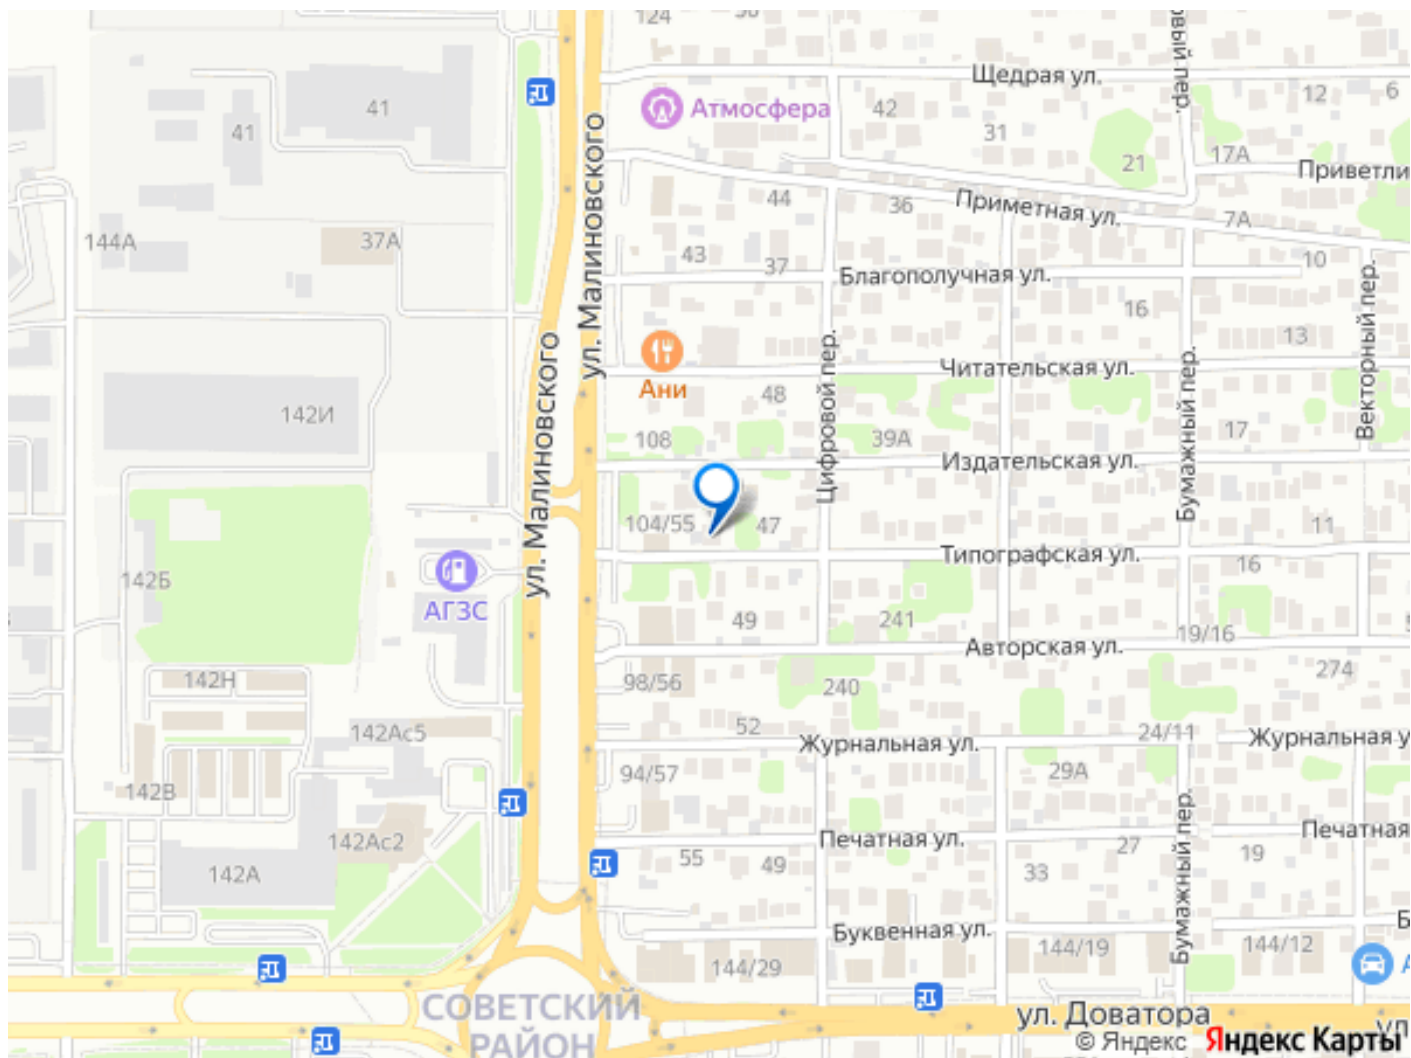 124
Щедрая ул.
41
41
Атмосфера
42
31
12
6
21
17А
Приветли
ул. Малиновского
44
36
Приметная ул.
7А
144А
37А
43
37
Благополучная ул.
10
16
Векторный пер.
13
ул. Малиновского
Ани
Цифровой пер.
Читательская ул.
Бумажный пер.
48
142И
108
39А
17
Издательская ул.
104/55
47
11
Типографская ул.
16
142Б
АГЗС
49
241
19/16
Авторская ул.
274
142Н
98/56
240
142Ас5
52
24/11
Журнальная ул.
Журнальная у
94/57
29А
142В
Бумажный пер.
Печатная ул.
Печатная
142Ас2
55
49
27
19
142А
33
Буквенная ул.
Б
144/29
144/19
144/12
А
СОВЕТСКИЙ
РАЙОН
ул. Доватора
ул
© Яндекс Яндекс Карты